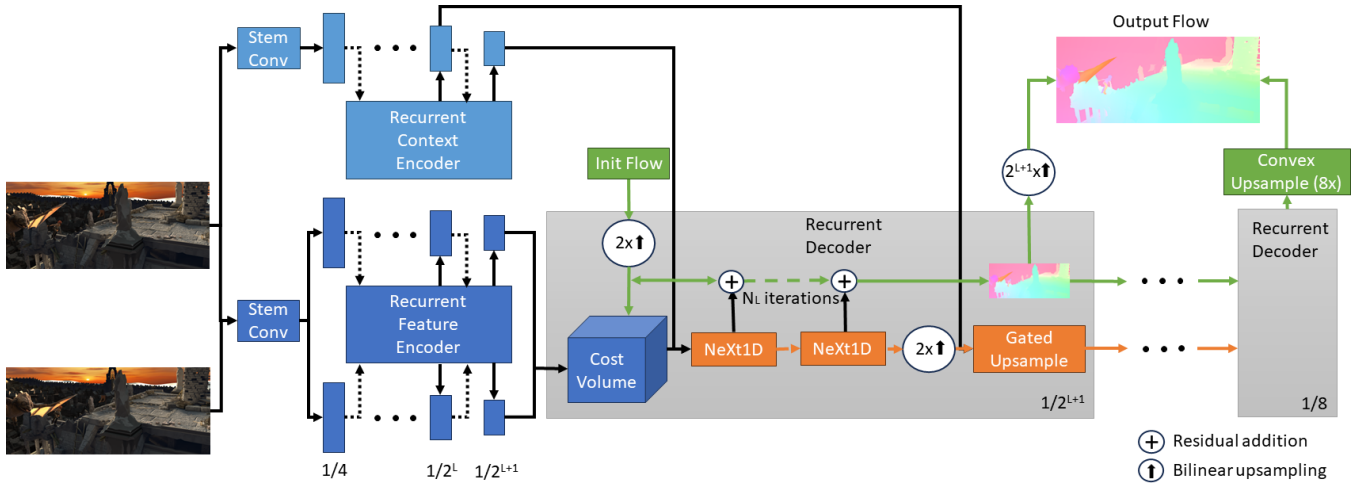 Output Flow
Stem
Conv
Recurrent
Context
Encoder
Init Flow
2^{L+1}x
Convex
Upsample (8x)
2x
Recurrent
Decoder
Recurrent
Decoder
Stem
Conv
Recurrent
Feature
Encoder
N_L iterations
Cost
Volume
NeXt1D
NeXt1D
2x
Gated
Upsample
1/2^{L+1}
1/8
1/4
1/2^L
1/2^{L+1}
+ Residual addition
Bilinear upsampling